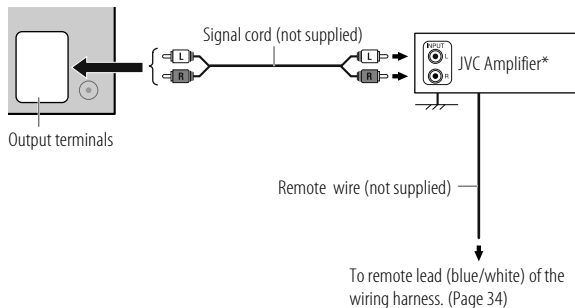 Signal cord (not supplied)
L
R
L
R
INPUT
L
R
JVC Amplifier*
Output terminals
Remote wire (not supplied)
To remote lead (blue/white) of the
wiring harness. (Page 34)